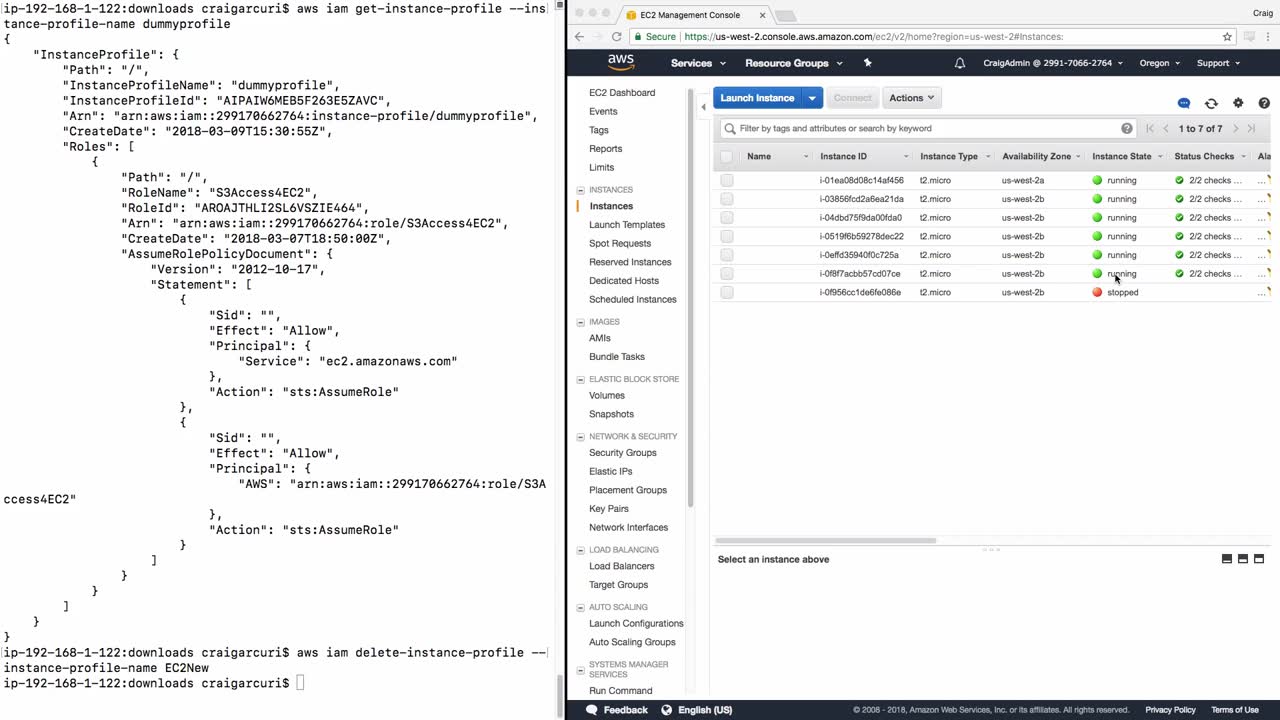 ip-192-168-1-122:downloads craigarcuri$ aws iam get-instance-profile --ins
tance-profile-name dummyprofile
{
    "InstanceProfile": {
        "Path": "/",
        "InstanceProfileName": "dummyprofile",
        "InstanceProfileId": "AIPAIW6MEB5F263E5ZAVC",
        "Arn": "arn:aws:iam::299170662764:instance-profile/dummyprofile",
        "CreateDate": "2018-03-09T15:30:55Z",
        "Roles": [
            {
                "Path": "/",
                "RoleName": "S3Access4EC2",
                "RoleId": "AROAJTHLI2SL6VSZIE464",
                "Arn": "arn:aws:iam::299170662764:role/S3Access4EC2",
                "CreateDate": "2018-03-07T18:50:00Z",
                "AssumeRolePolicyDocument": {
                    "Version": "2012-10-17",
                    "Statement": [
                        {
                            "Sid": "",
                            "Effect": "Allow",
                            "Principal": {
                                "Service": "ec2.amazonaws.com"
                            },
                            "Action": "sts:AssumeRole"
                        },
                        {
                            "Sid": "",
                            "Effect": "Allow",
                            "Principal": {
                                "AWS": "arn:aws:iam::299170662764:role/S3A
ccess4EC2"
                            },
                            "Action": "sts:AssumeRole"
                        }
                    ]
                }
            }
        ]
    }
}
ip-192-168-1-122:downloads craigarcuri$ aws iam delete-instance-profile --
instance-profile-name EC2New
ip-192-168-1-122:downloads craigarcuri$
EC2 Management Console
Craig
Secure https://us-west-2.console.aws.amazon.com/ec2/v2/home?region=us-west-2#Instances:
aws Services Resource Groups CraigAdmin @ 2991-7066-2764 Oregon Support
EC2 Dashboard
Events
Tags
Reports
Limits
INSTANCES
Instances
Launch Templates
Spot Requests
Reserved Instances
Dedicated Hosts
Scheduled Instances
IMAGES
AMIs
Bundle Tasks
ELASTIC BLOCK STORE
Volumes
Snapshots
NETWORK & SECURITY
Security Groups
Elastic IPs
Placement Groups
Key Pairs
Network Interfaces
LOAD BALANCING
Load Balancers
Target Groups
AUTO SCALING
Launch Configurations
Auto Scaling Groups
SYSTEMS MANAGER
SERVICES
Run Command
Launch Instance Connect Actions
Filter by tags and attributes or search by keyword 1 to 7 of 7
Name Instance ID Instance Type Availability Zone Instance State Status Checks Ala
i-01ea08d08c14af456 t2.micro us-west-2a running 2/2 checks ... ...
i-03856fcd2a6ea21da t2.micro us-west-2b running 2/2 checks ... ...
i-04dbd75f9da00fda0 t2.micro us-west-2b running 2/2 checks ... ...
i-0519f6b59278dec22 t2.micro us-west-2b running 2/2 checks ... ...
i-0effd35940f0c725a t2.micro us-west-2b running 2/2 checks ... ...
i-0f8f7acbb57cd07ce t2.micro us-west-2b running 2/2 checks ... ...
i-0f956cc1de6fe086e t2.micro us-west-2b stopped ...
Select an instance above
Feedback English (US) © 2008 - 2018, Amazon Web Services, Inc. or its affiliates. All rights reserved. Privacy Policy Terms of Use